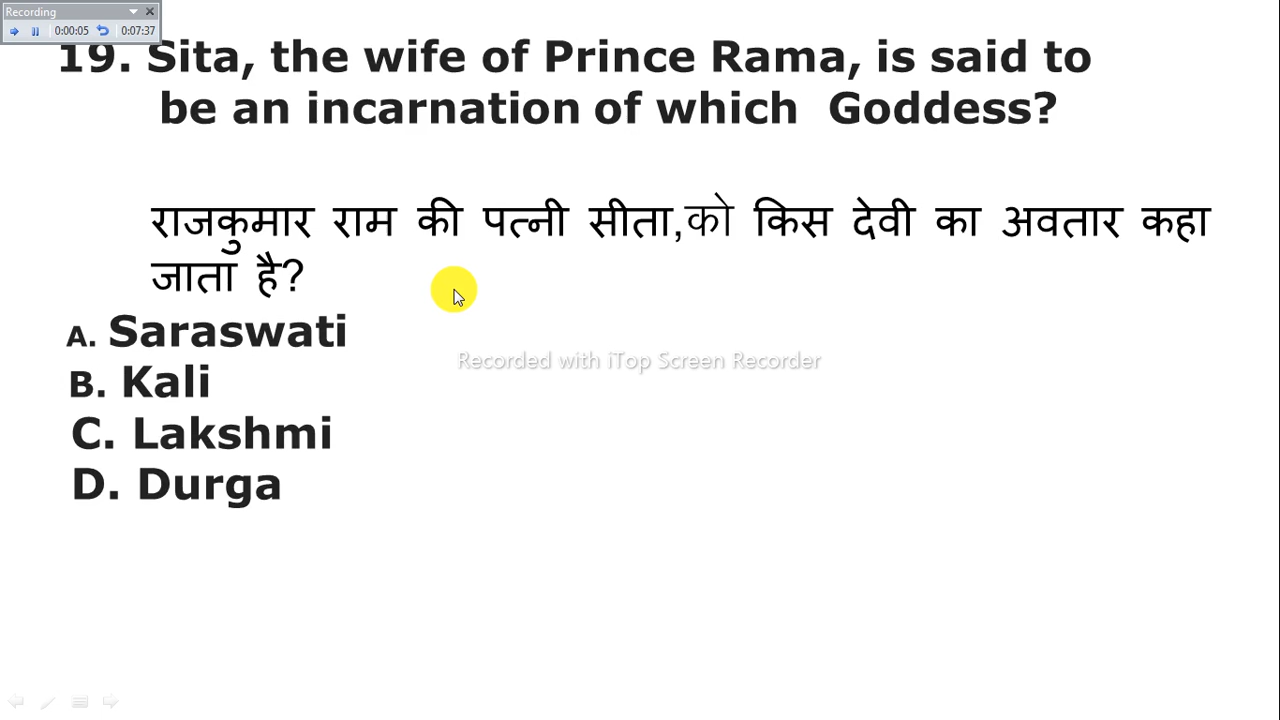 Recording
0:00:05 0:07:37
19. Sita, the wife of Prince Rama, is said to
be an incarnation of which Goddess?
राजकुमार राम की पत्नी सीता,को किस देवी का अवतार कहा
जाता है?
A. Saraswati
Recorded with iTop Screen Recorder
B. Kali
C. Lakshmi
D. Durga